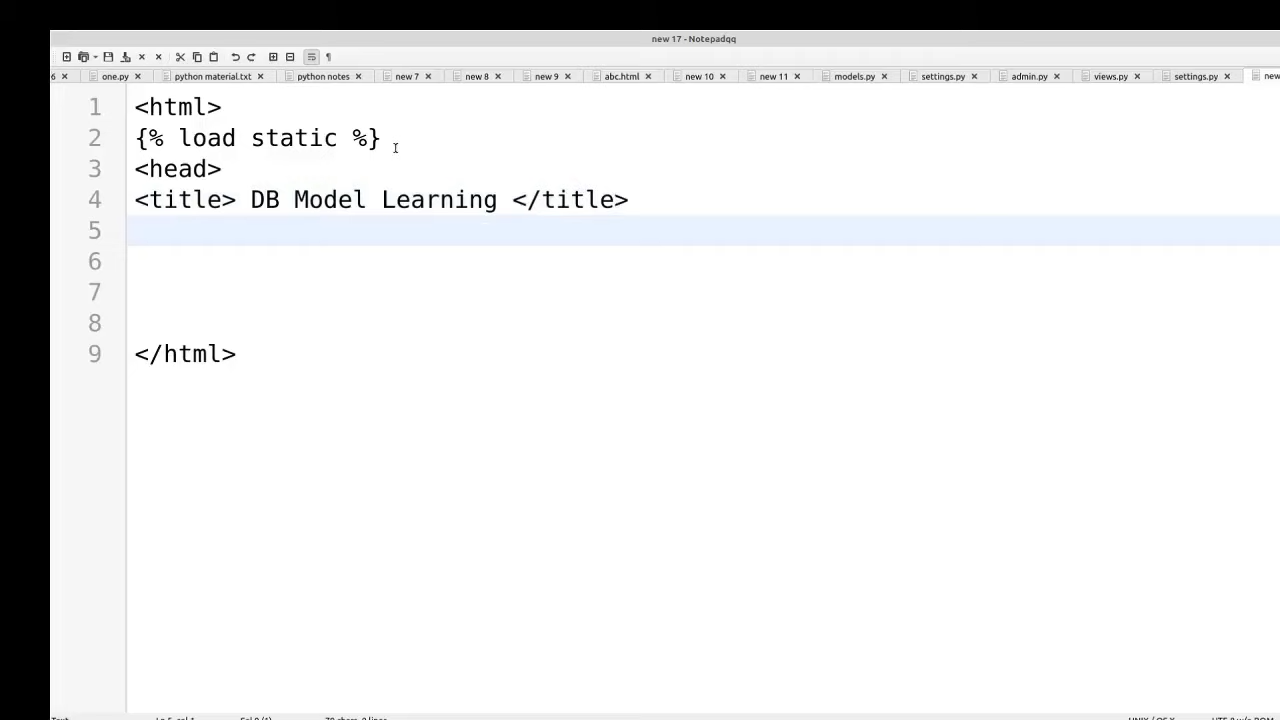 new 17 - Notepadqq
6 one.py python material.txt python notes new 7 new 8 new 9 abc.html new 10 new 11 models.py settings.py admin.py views.py settings.py new
1 <html>
2 {% load static %}
3 <head>
4 <title> DB Model Learning </title>
5
6
7
8
9 </html>